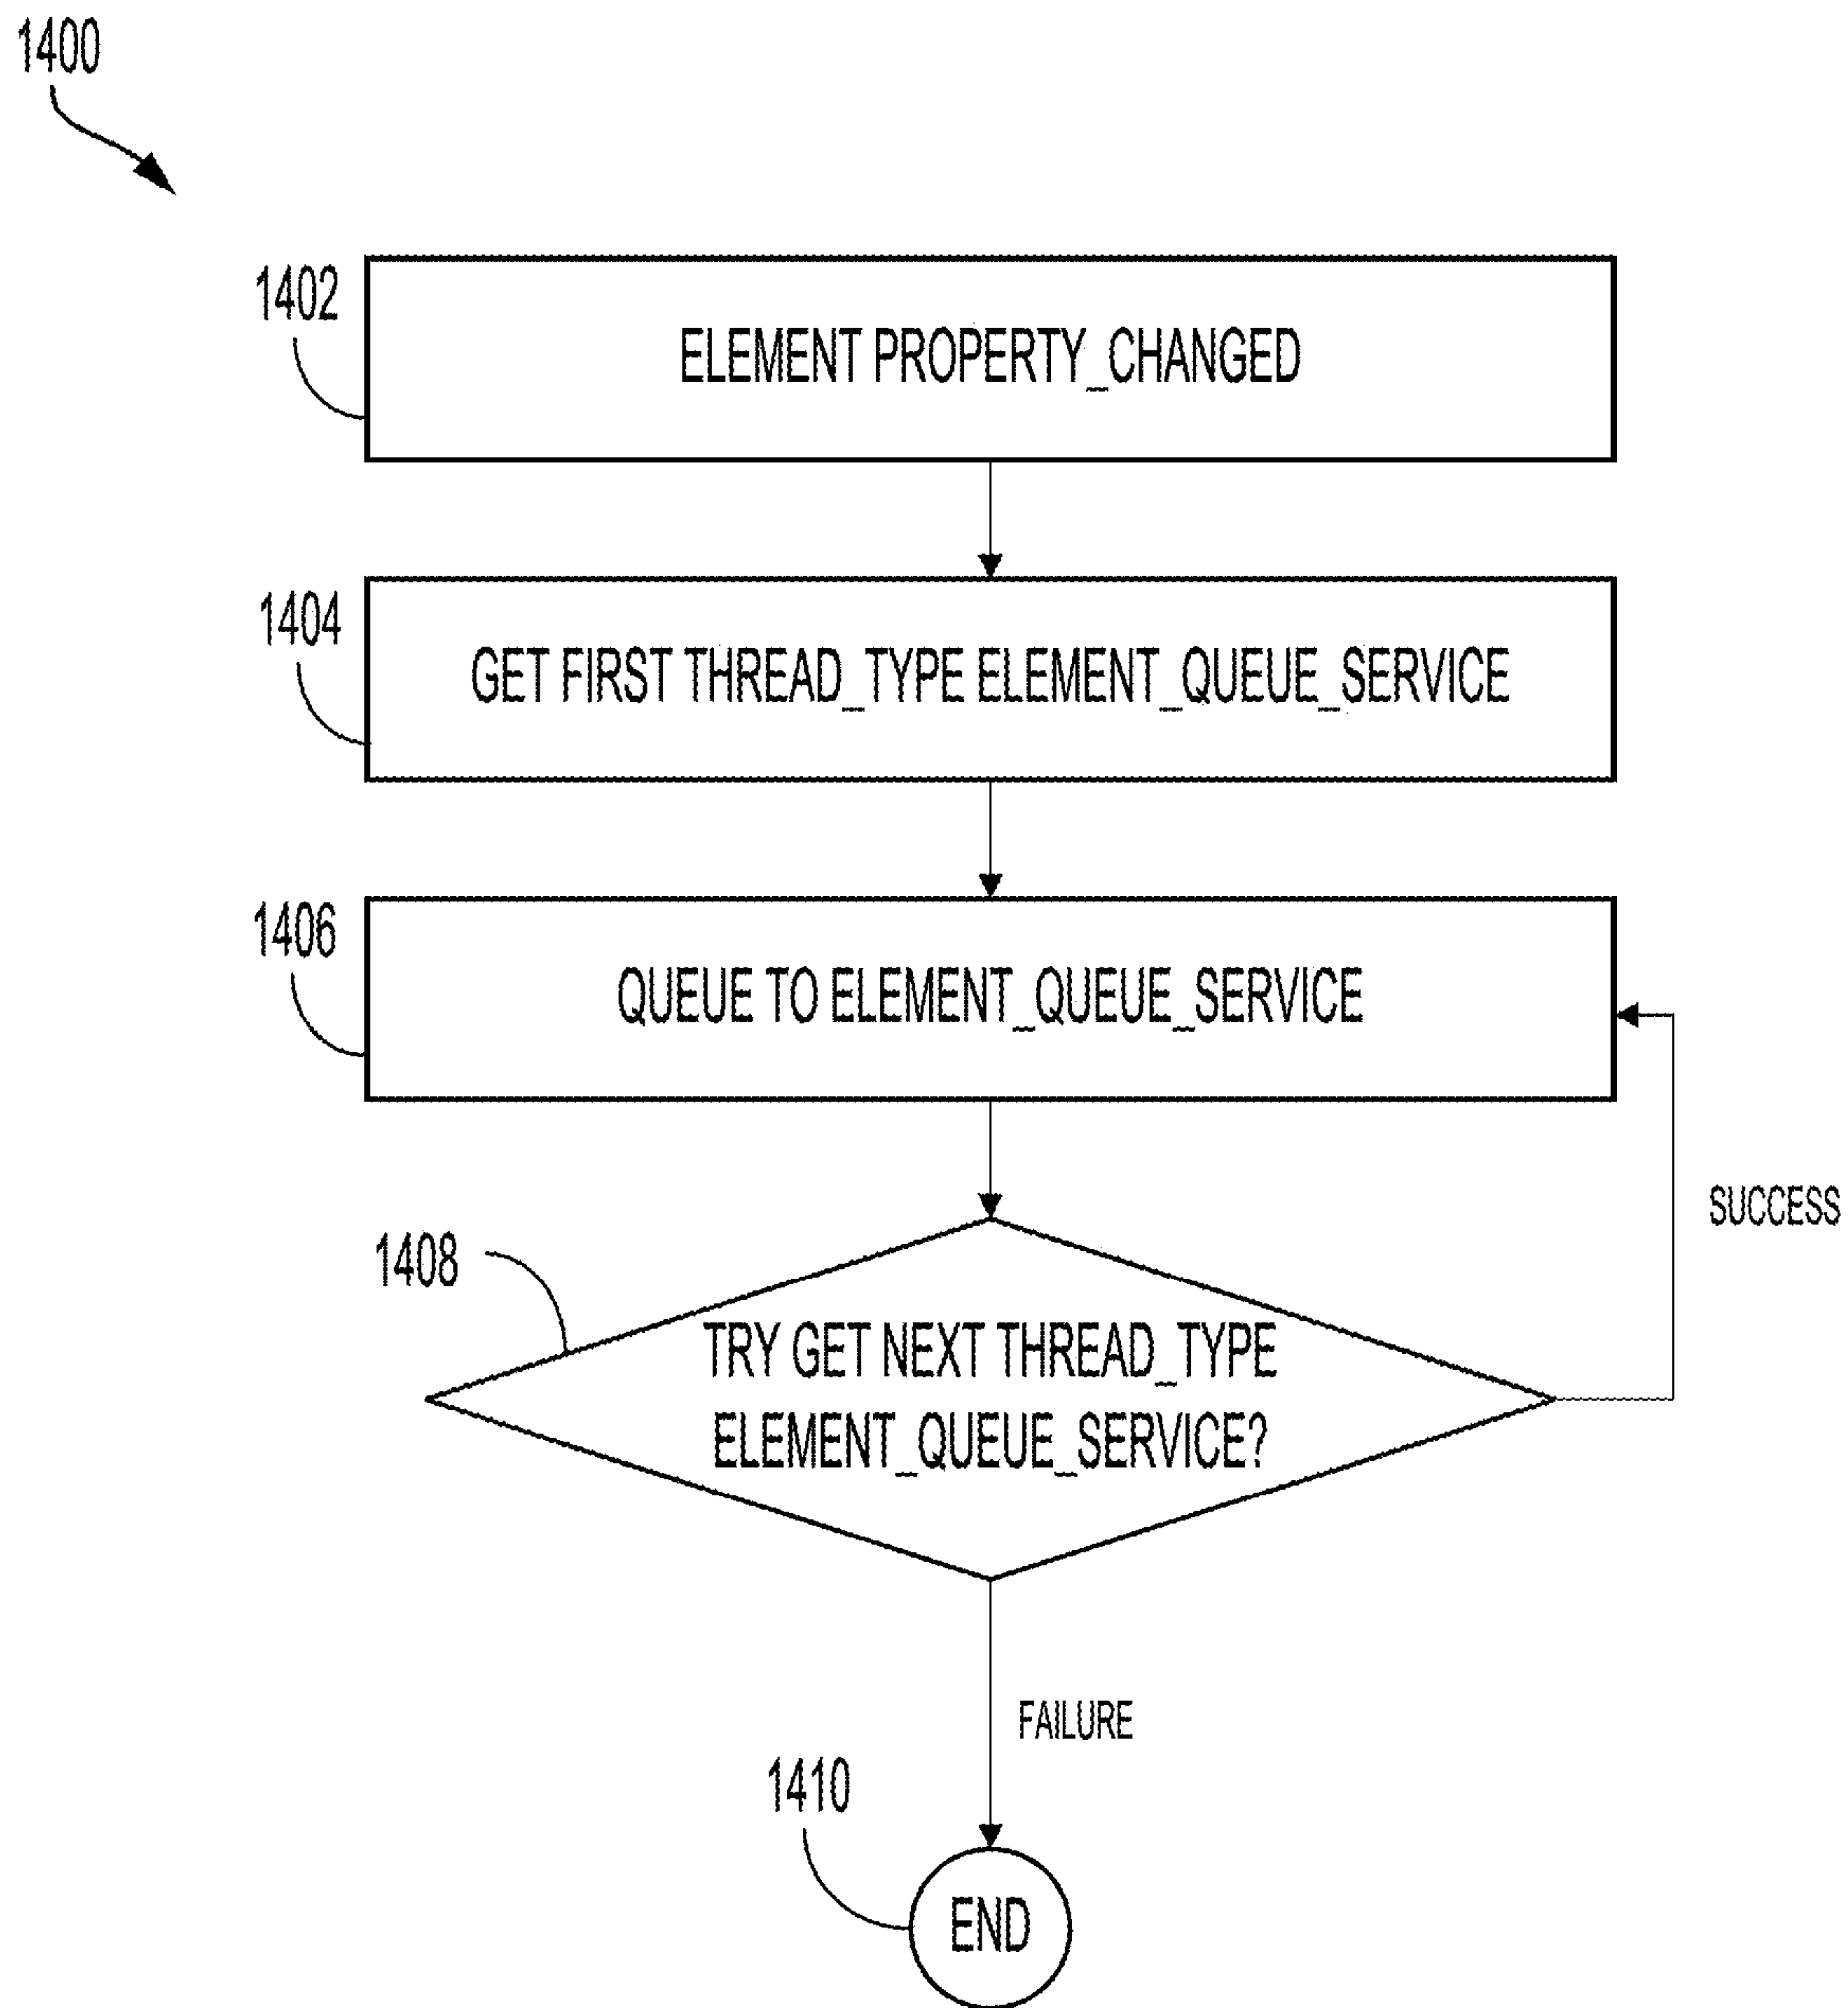 1400
1402
ELEMENT PROPERTY_CHANGED
1404
GET FIRST THREAD_TYPE ELEMENT_QUEUE_SERVICE
1406
QUEUE TO ELEMENT_QUEUE_SERVICE
SUCCESS
1408
TRY GET NEXT THREAD_TYPE
ELEMENT_QUEUE_SERVICE?
FAILURE
1410
END